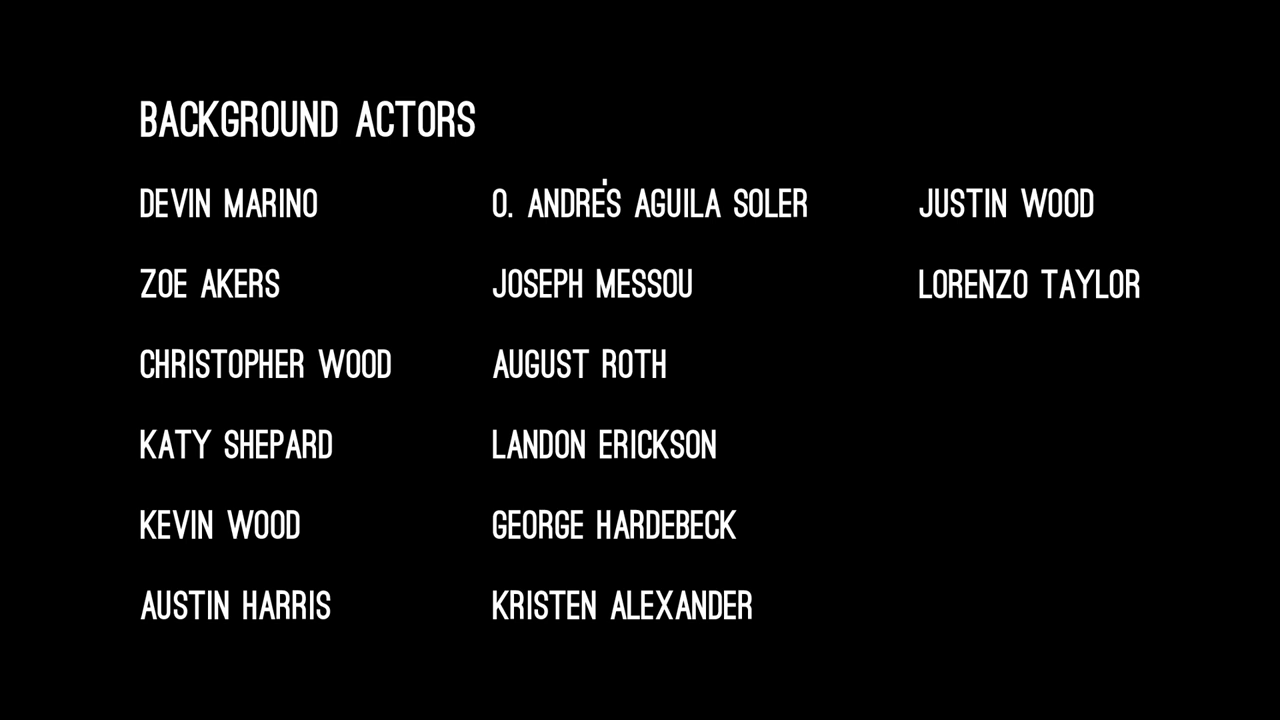 BACKGROUND ACTORS
DEVIN MARINO
ZOE AKERS
CHRISTOPHER WOOD
KATY SHEPARD
KEVIN WOOD
AUSTIN HARRIS
O. ANDRÉS AGUILA SOLER
JOSEPH MESSOU
AUGUST ROTH
LANDON ERICKSON
GEORGE HARDEBECK
KRISTEN ALEXANDER
JUSTIN WOOD
LORENZO TAYLOR